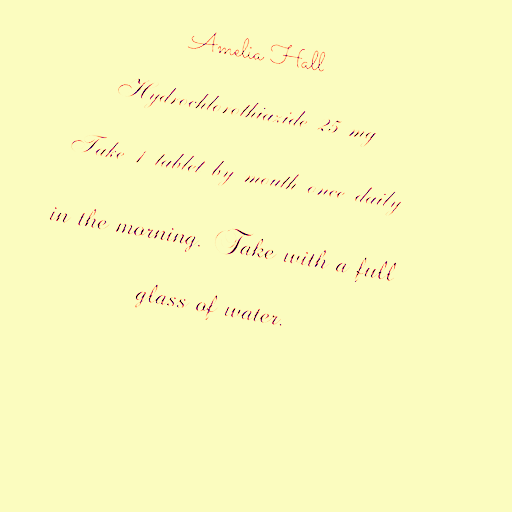 Amelia Hall
Hydrochlorothiazide 25 mg
Take 1 tablet by mouth once daily
in the morning. Take with a full
glass of water.